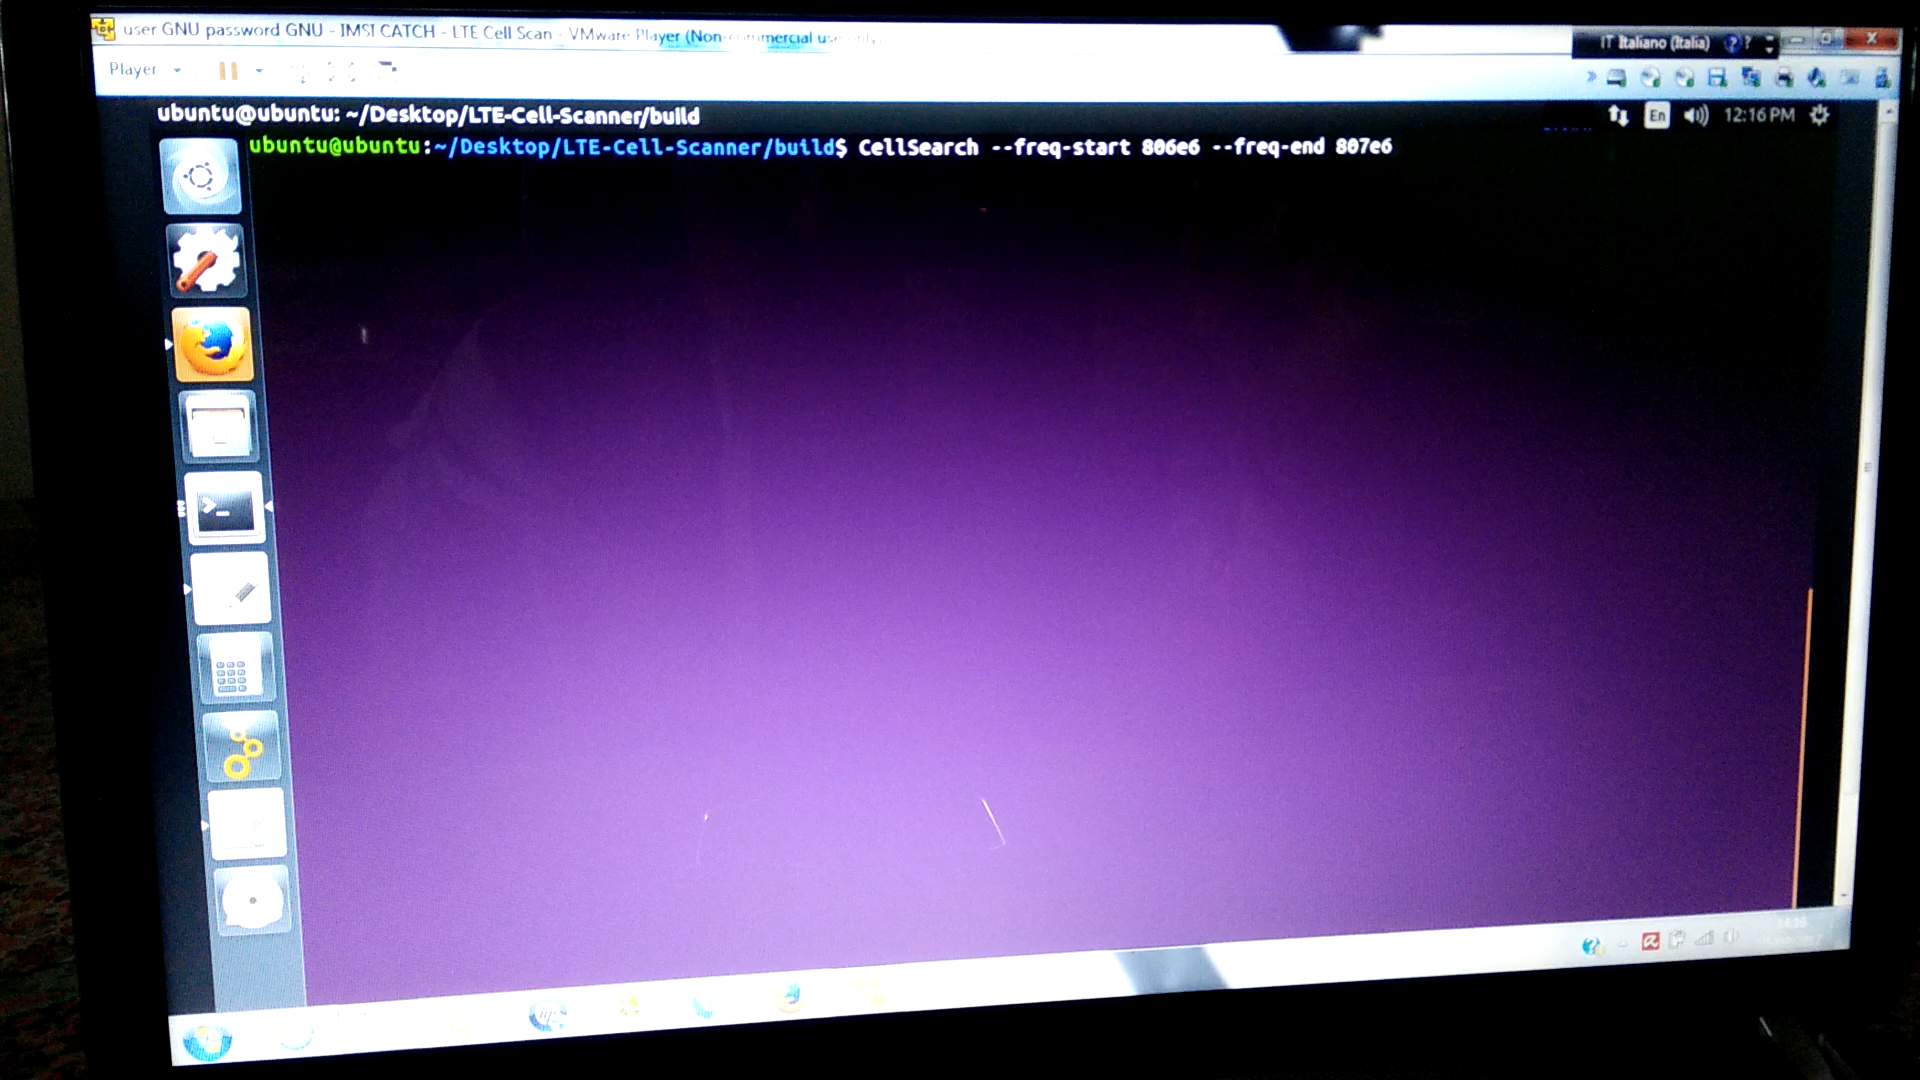 user GNU password GNU - IMSI CATCH - LTE Cell Scan - VMware Player (Non-commercial use
IT Italiano (Italia)
Player
ubuntu@ubuntu: ~/Desktop/LTE-Cell-Scanner/build
En
12:16 PM
ubuntu@ubuntu:~/Desktop/LTE-Cell-Scanner/build$ CellSearch --freq-start 806e6 --freq-end 807e6
14:16